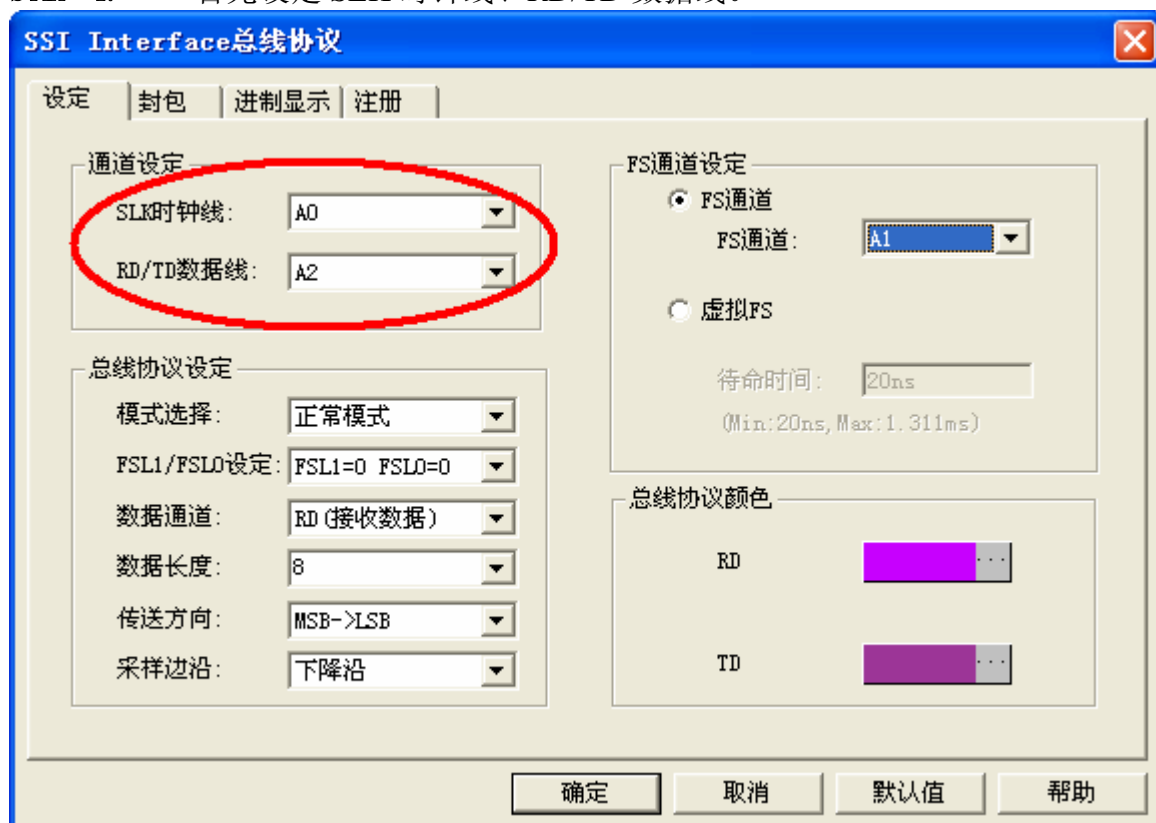 SSI Interface总线协议
设定 封包 进制显示 注册
通道设定
SLK时钟线: A0
RD/TD数据线: A2
总线协议设定
模式选择: 正常模式
FSL1/FSL0设定: FSL1=0 FSL0=0
数据通道: RD(接收数据)
数据长度: 8
传送方向: MSB->LSB
采样边沿: 下降沿
FS通道设定
FS通道
FS通道: A1
虚拟FS
待命时间: 20ns
(Min:20ns,Max:1.311ms)
总线协议颜色
RD ...
TD ...
确定 取消 默认值 帮助